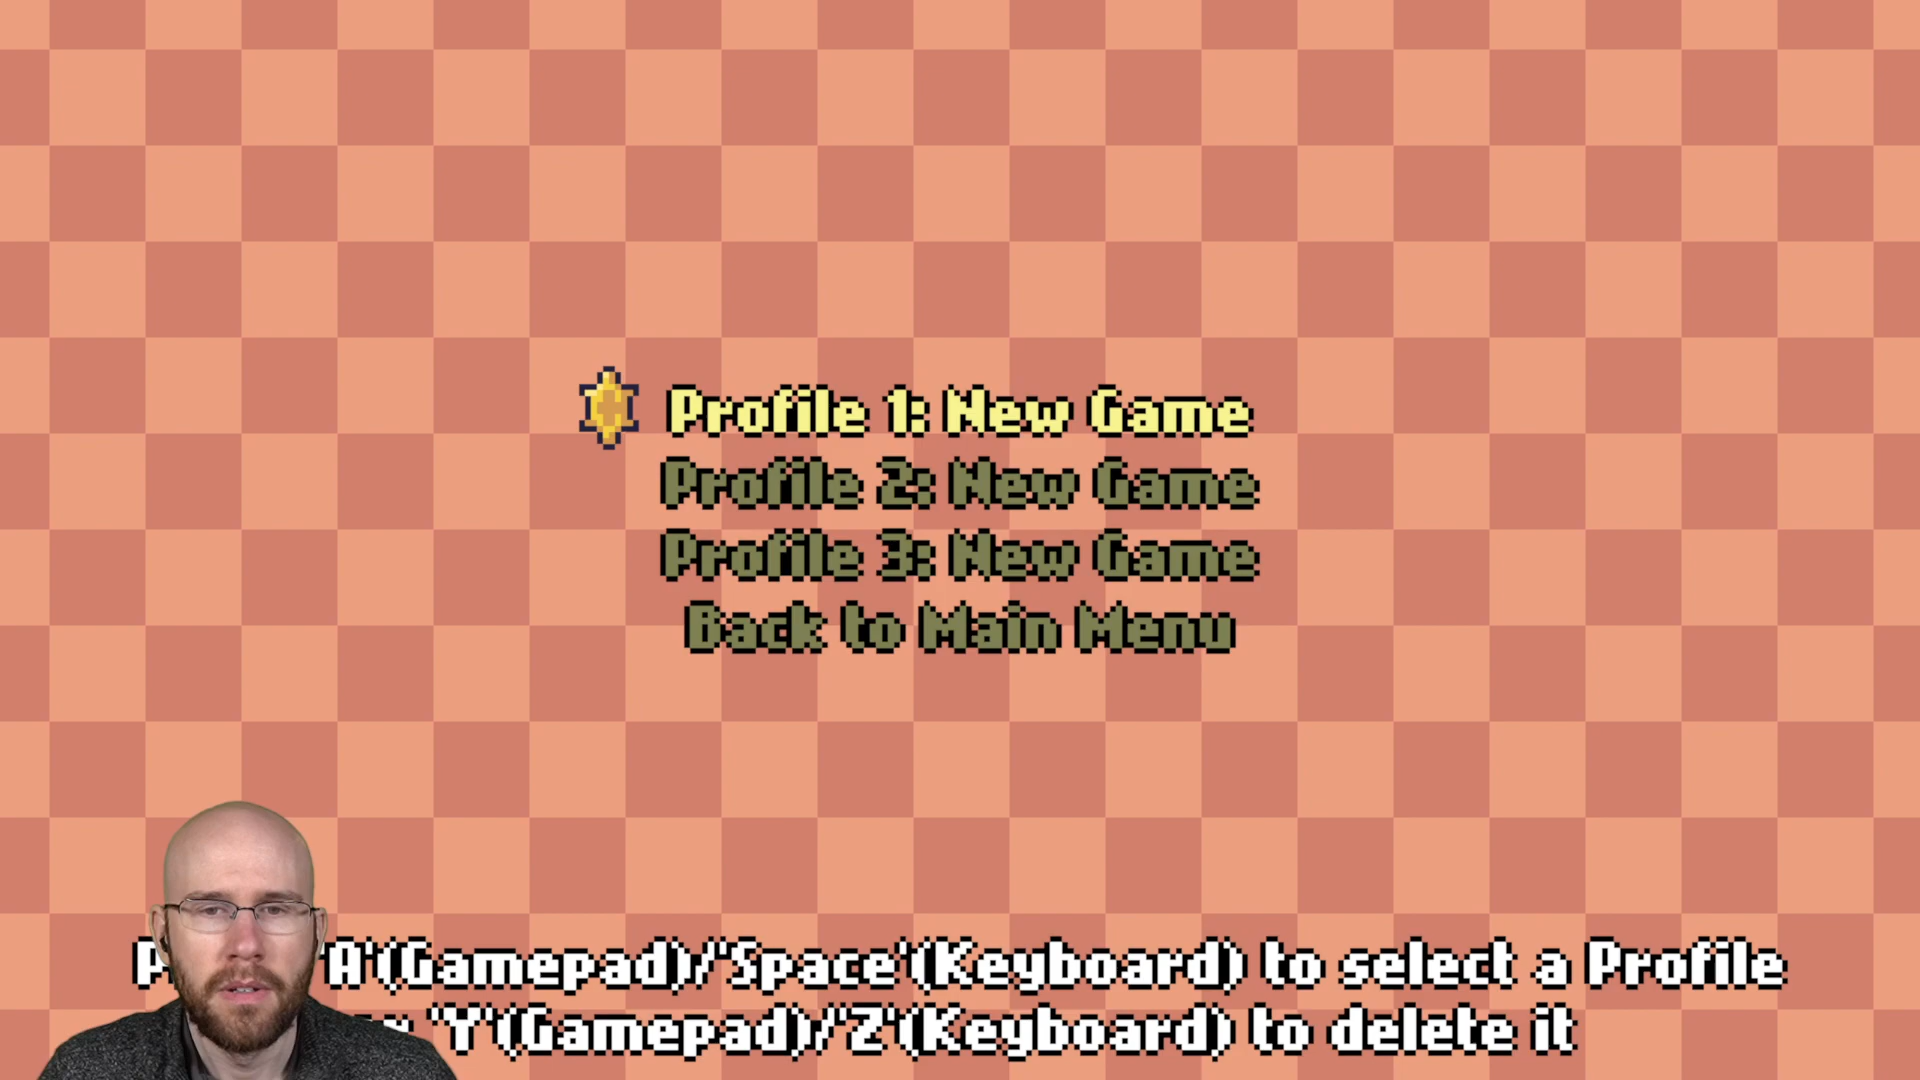 Profile 1: New Game
Profile 2: New Game
Profile 3: New Game
Back to Main Menu
'A'(Gamepad)/'Space'(Keyboard) to select a Profile
'Y'(Gamepad)/'Z'(Keyboard) to delete it